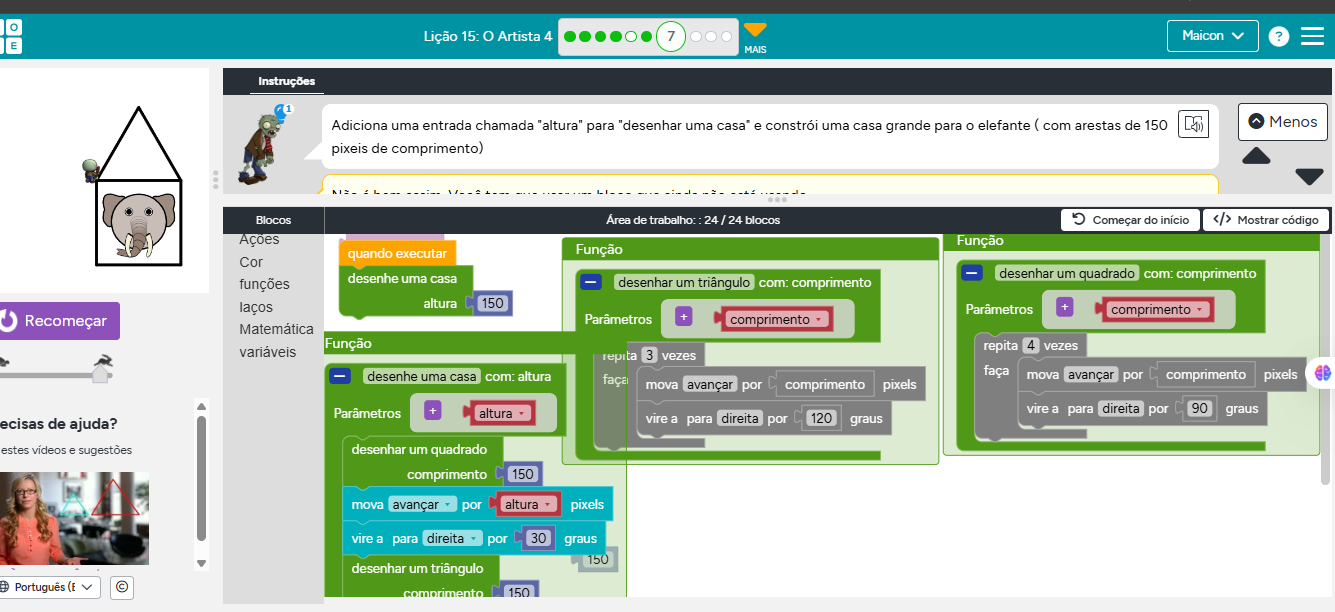 O
E
Lição 15: O Artista 4
7
MAIS
Maicon
?
Instruções
1
Adiciona uma entrada chamada "altura" para "desenhar uma casa" e constrói uma casa grande para o elefante ( com arestas de 150
pixeis de comprimento)
Menos
Blocos
Área de trabalho: : 24 / 24 blocos
Começar do início
</> Mostrar código
Ações
Cor
funções
laços
Matemática
variáveis
quando executar
desenhe uma casa
altura 150
Função
desenhe uma casa com: altura
Parâmetros + altura
desenhar um quadrado
comprimento 150
mova avançar por altura pixels
vire a para direita por 30 graus
desenhar um triângulo
comprimento 150
150
Função
desenhar um triângulo com: comprimento
Parâmetros + comprimento
repita 3 vezes
faça
mova avançar por comprimento pixels
vire a para direita por 120 graus
Função
desenhar um quadrado com: comprimento
Parâmetros + comprimento
repita 4 vezes
faça
mova avançar por comprimento pixels
vire a para direita por 90 graus
Recomeçar
ecisas de ajuda?
estes vídeos e sugestões
Português (E
©